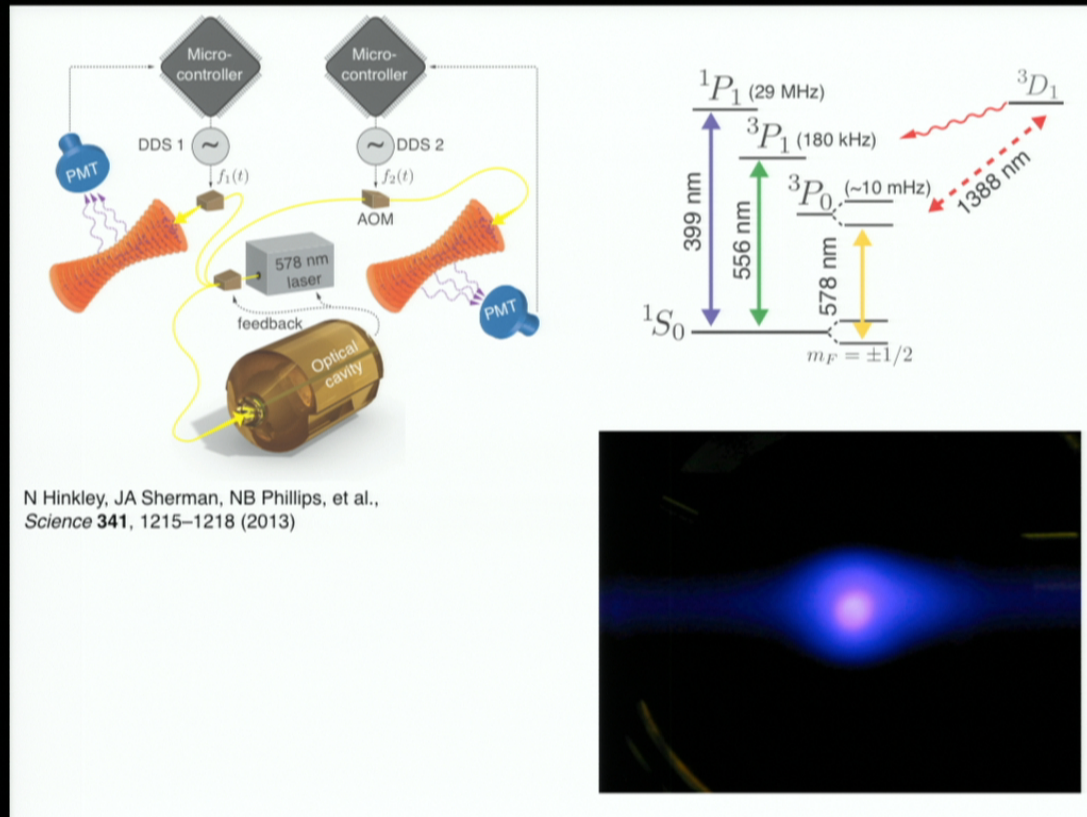 Micro-
controller
Micro-
controller
DDS 1
~
~
DDS 2
PMT
f₁(t)
f₂(t)
AOM
578 nm
laser
feedback
PMT
Optical
cavity
N Hinkley, JA Sherman, NB Phillips, et al.,
Science 341, 1215–1218 (2013)
¹P₁ (29 MHz)
³D₁
³P₁ (180 kHz)
³P₀ (~10 mHz)
1388 nm
399 nm
556 nm
578 nm
¹S₀
m_F = ±1/2